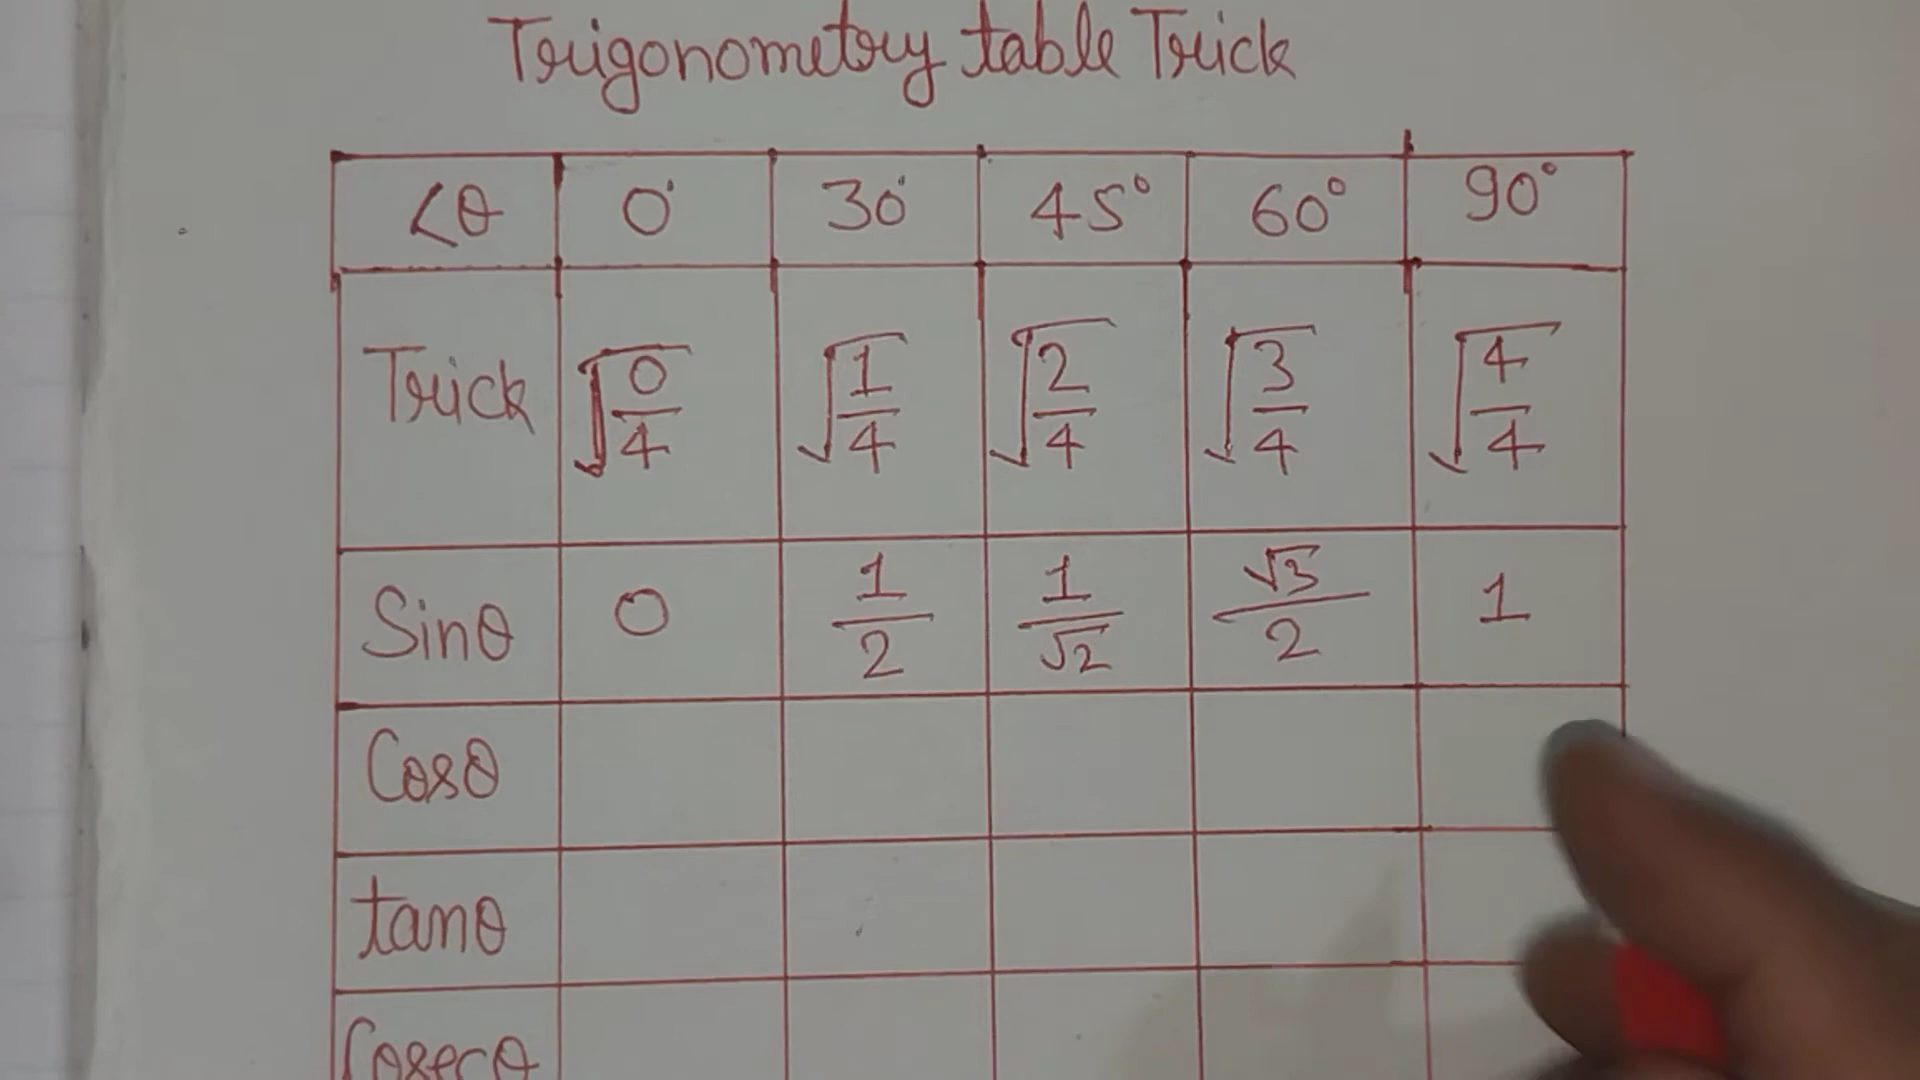 Trigonometry table Trick
<θ 0° 30° 45° 60° 90°
Trick √0/4 √1/4 √2/4 √3/4 √4/4
Sinθ 0 1/2 1/√2 √3/2 1
Cosθ
tanθ
Cosecθ